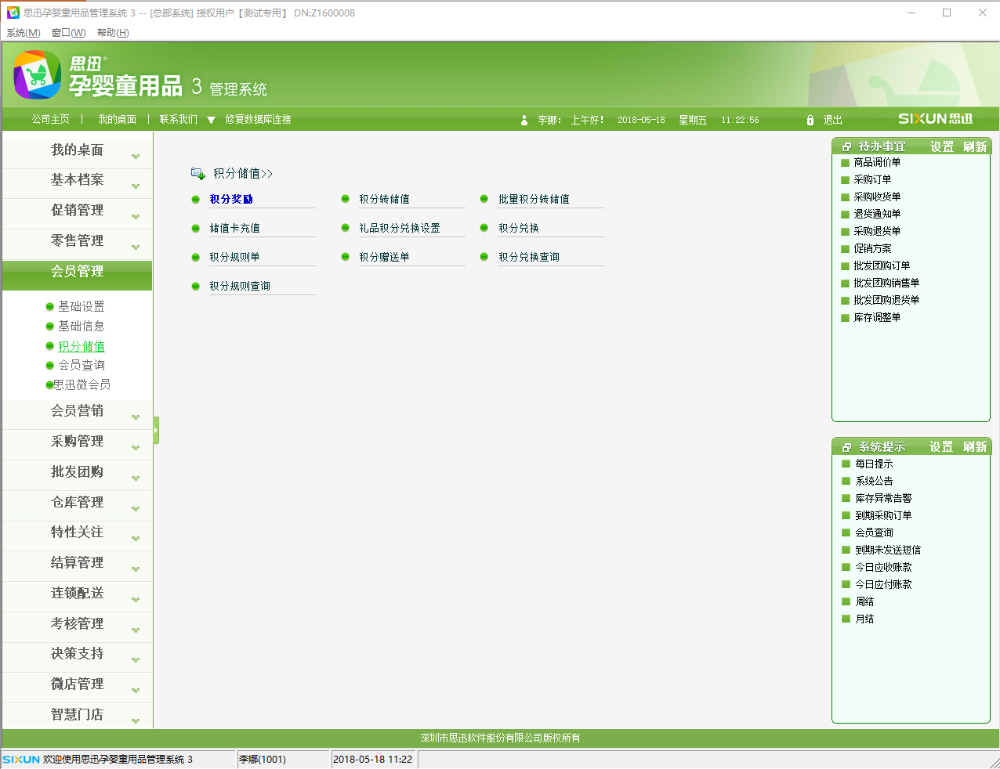 思迅孕婴童用品管理系统 3 -- [总部系统] 授权用户【测试专用】 DN:Z1600008
系统(M) 窗口(W) 帮助(H)
思迅®
孕婴童用品 3 管理系统
公司主页 | 我的桌面 | 联系我们 ▼ 修复数据库连接 李娜: 上午好! 2018-05-18 星期五 11:22:56 退出 SIXUN思迅
我的桌面
基本档案
促销管理
零售管理
会员管理
基础设置
基础信息
积分储值
会员查询
思迅微会员
会员营销
采购管理
批发团购
仓库管理
特性关注
结算管理
连锁配送
考核管理
决策支持
微店管理
智慧门店
积分储值>>
积分奖励 积分转储值 批量积分转储值
储值卡充值 礼品积分兑换设置 积分兑换
积分规则单 积分赠送单 积分兑换查询
积分规则查询
待办事宜 设置 刷新
商品调价单
采购订单
采购收货单
退货通知单
采购退货单
促销方案
批发团购订单
批发团购销售单
批发团购退货单
库存调整单
系统提示 设置 刷新
每日提示
系统公告
库存异常告警
到期采购订单
会员查询
到期未发送短信
今日应收账款
今日应付账款
周结
月结
深圳市思迅软件股份有限公司版权所有
SIXUN 欢迎使用思迅孕婴童用品管理系统 3 李娜(1001) 2018-05-18 11:22